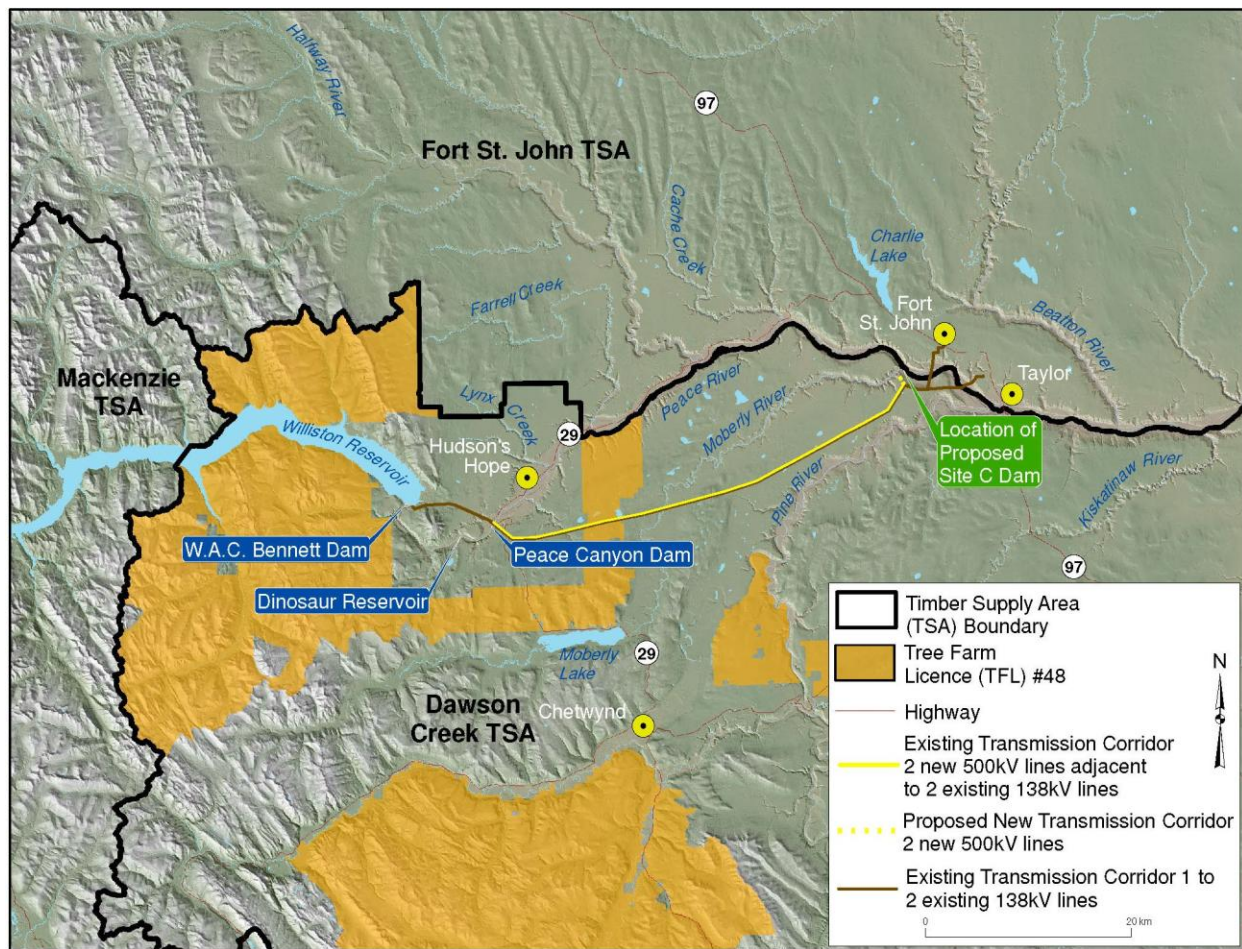 Halfway River
97
Fort St. John TSA
Cache Creek
Charlie
Lake
Farrell Creek
Fort
St. John
Beatton River
Mackenzie
TSA
Taylor
Lynx Creek
Peace River
Moberly River
Williston Reservoir
29
Hudson's
Hope
Location of
Proposed
Site C Dam
Pine River
Kiskatinaw River
W.A.C. Bennett Dam
Peace Canyon Dam
97
Dinosaur Reservoir
Moberly
Lake
29
Dawson
Creek TSA
Chetwynd
Timber Supply Area
(TSA) Boundary
Tree Farm
Licence (TFL) #48
Highway
Existing Transmission Corridor
2 new 500kV lines adjacent
to 2 existing 138kV lines
Proposed New Transmission Corridor
2 new 500kV lines
Existing Transmission Corridor 1 to
2 existing 138kV lines
N
0 20 km